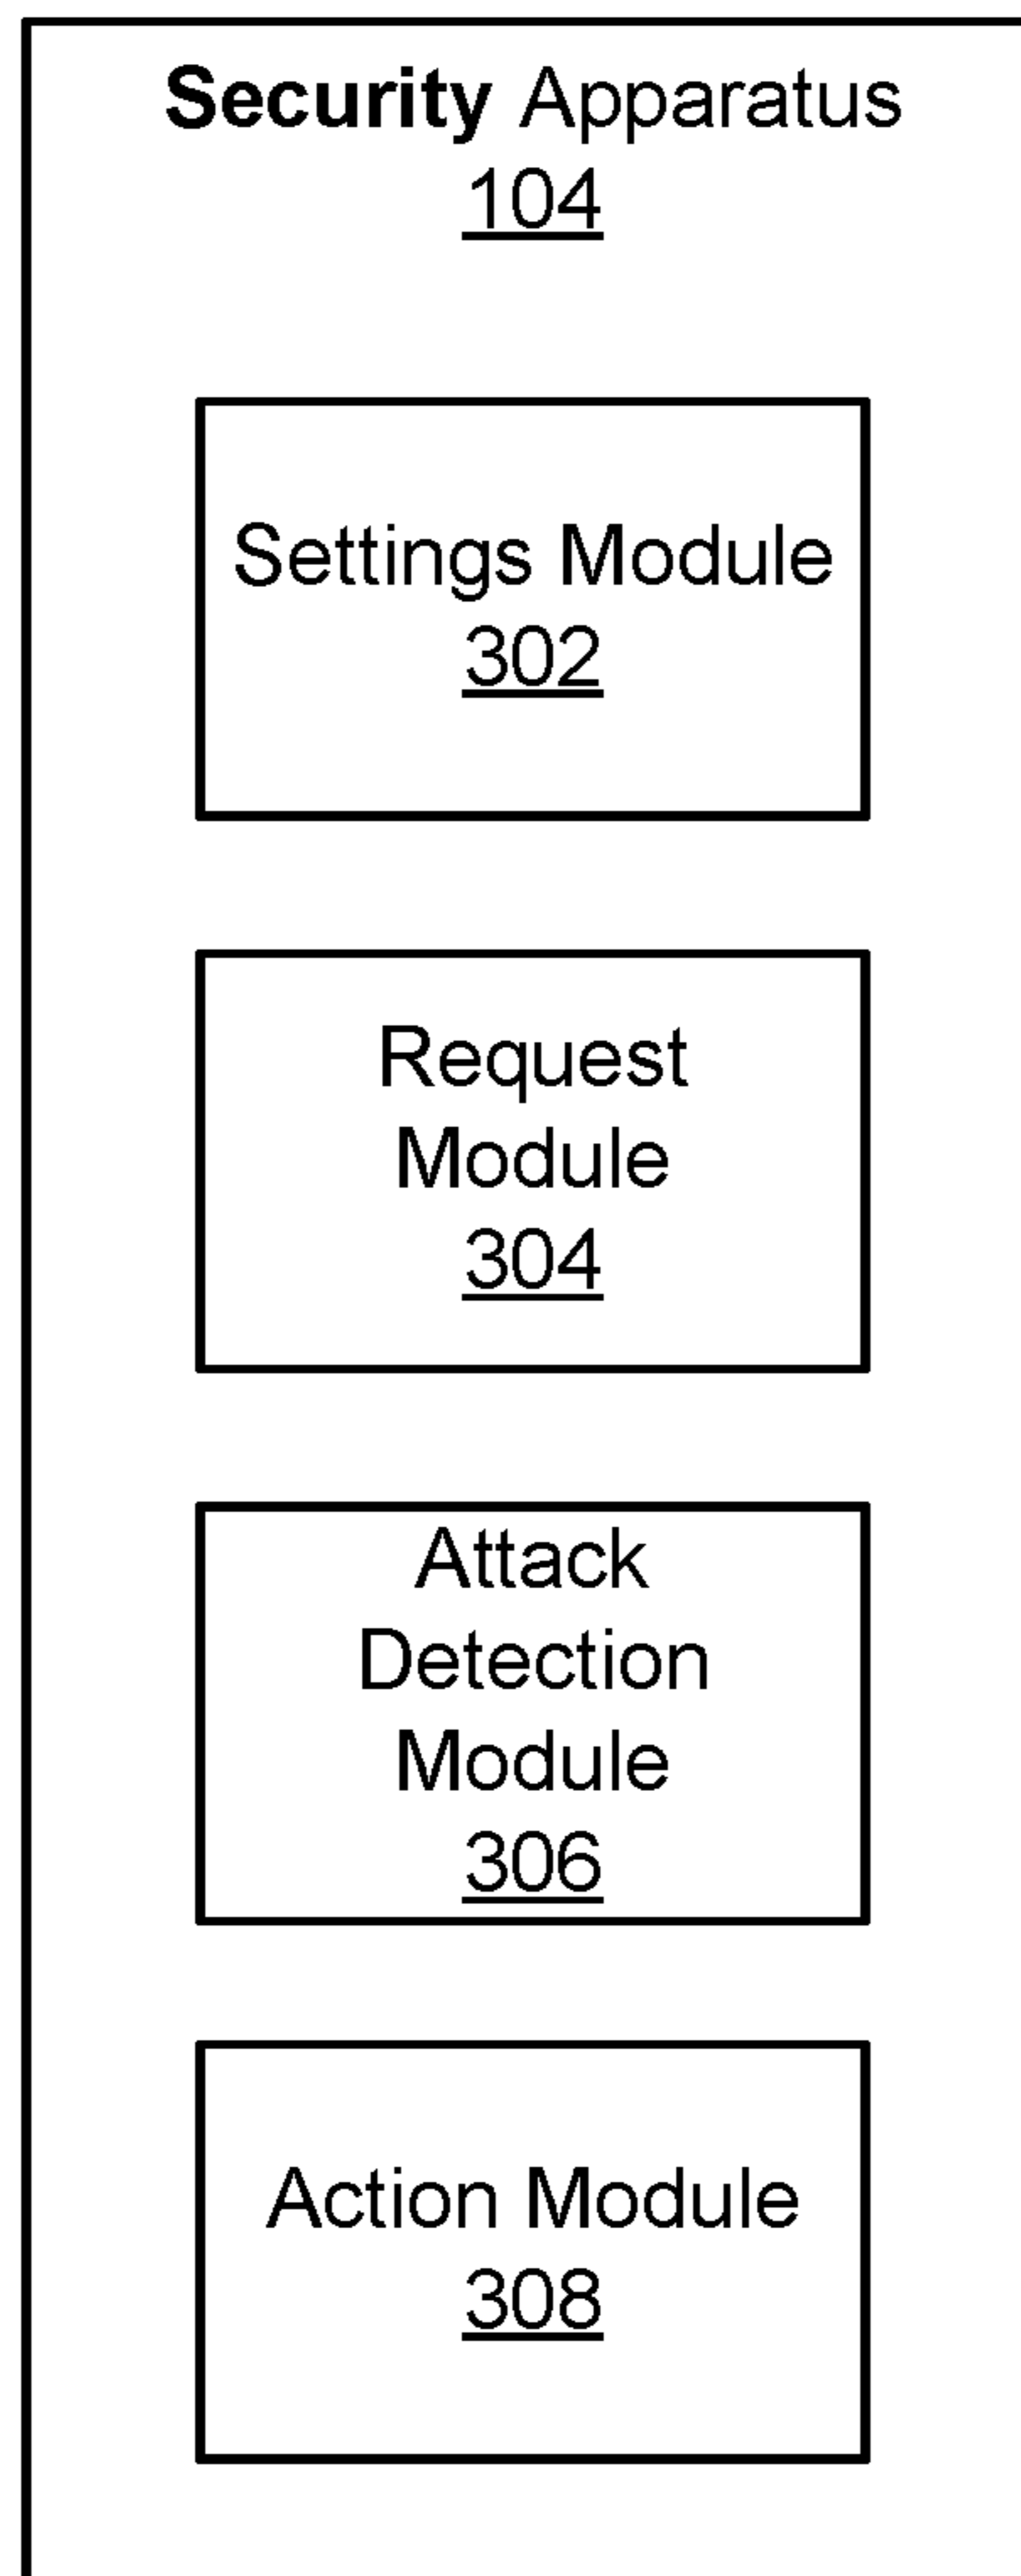 Security Apparatus
104
Settings Module
302
Request
Module
304
Attack
Detection
Module
306
Action Module
308